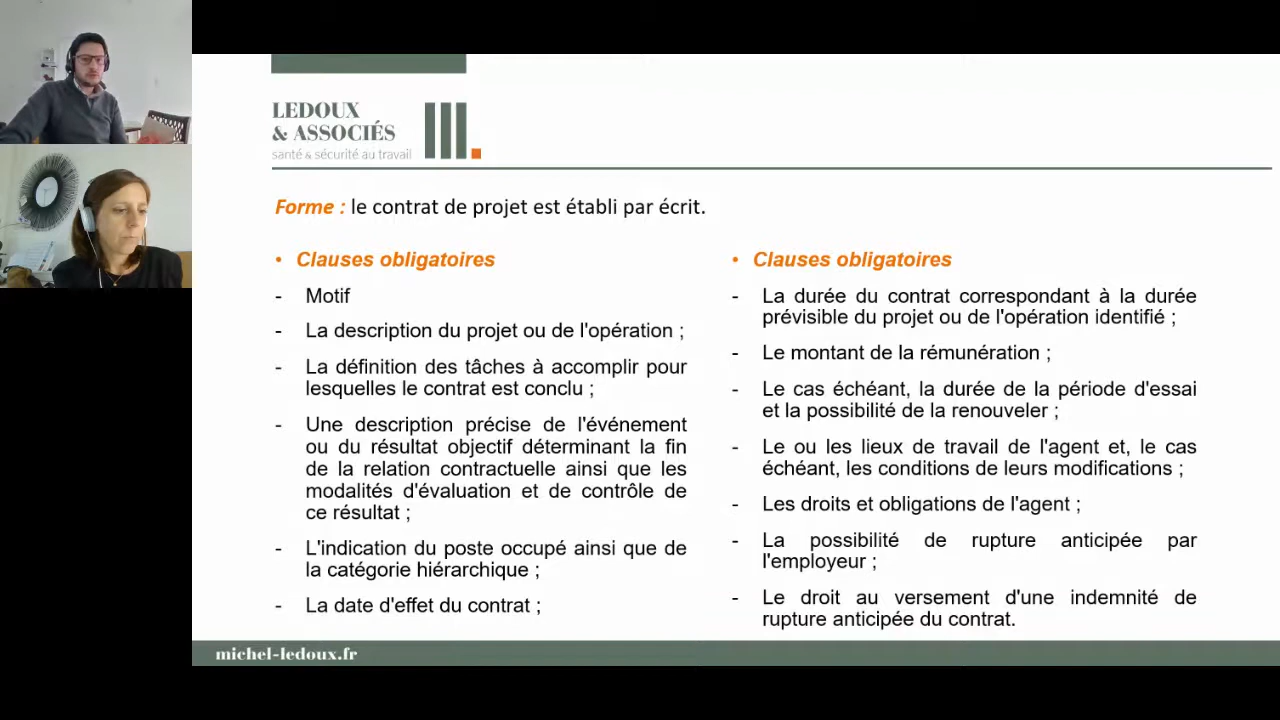 LEDOUX
& ASSOCIÉS
santé & sécurité au travail
Forme : le contrat de projet est établi par écrit.
• Clauses obligatoires
- Motif
- La description du projet ou de l'opération ;
- La définition des tâches à accomplir pour
lesquelles le contrat est conclu ;
- Une description précise de l'événement
ou du résultat objectif déterminant la fin
de la relation contractuelle ainsi que les
modalités d'évaluation et de contrôle de
ce résultat ;
- L'indication du poste occupé ainsi que de
la catégorie hiérarchique ;
- La date d'effet du contrat ;
• Clauses obligatoires
- La durée du contrat correspondant à la durée
prévisible du projet ou de l'opération identifié ;
- Le montant de la rémunération ;
- Le cas échéant, la durée de la période d'essai
et la possibilité de la renouveler ;
- Le ou les lieux de travail de l'agent et, le cas
échéant, les conditions de leurs modifications ;
- Les droits et obligations de l'agent ;
- La possibilité de rupture anticipée par
l'employeur ;
- Le droit au versement d'une indemnité de
rupture anticipée du contrat.
michel-ledoux.fr